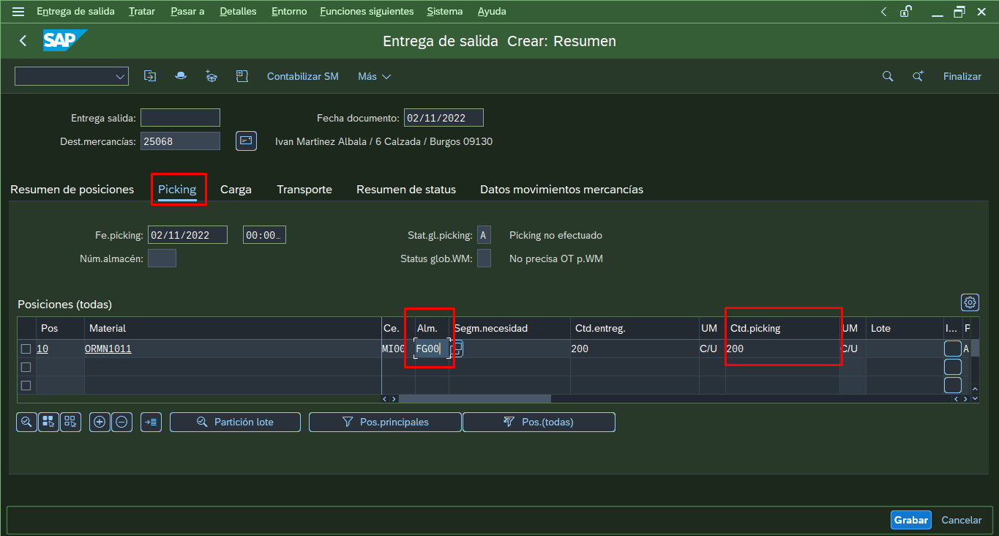 Entrega de salida Tratar Pasar a Detalles Entorno Funciones siguientes Sistema Ayuda
SAP Entrega de salida Crear: Resumen
Contabilizar SM Más Finalizar
Entrega salida: Fecha documento: 02/11/2022
Dest.mercancías: 25068 Ivan Martinez Albala / 6 Calzada / Burgos 09130
Resumen de posiciones Picking Carga Transporte Resumen de status Datos movimientos mercancías
Fe.picking: 02/11/2022 00:00… Stat.gl.picking: A Picking no efectuado
Núm.almacén: Status glob.WM: No precisa OT p.WM
Posiciones (todas)
Pos Material Ce. Alm. Segm.necesidad Ctd.entreg. UM Ctd.picking UM Lote I... P
10 ORMN1011 MI00 FG00 200 C/U 200 C/U A
Partición lote Pos.principales Pos.(todas)
Grabar Cancelar